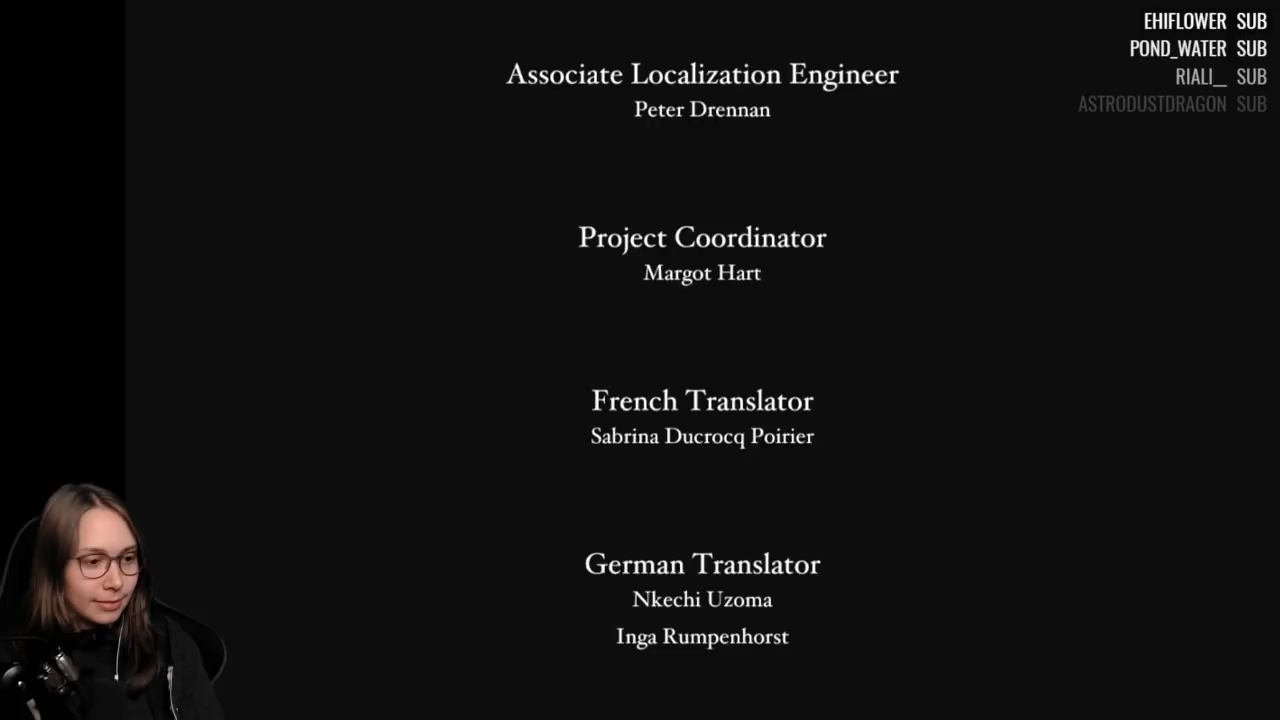 EHIFLOWER SUB
POND_WATER SUB
RIALI__ SUB
ASTRODUSTDRAGON SUB
Associate Localization Engineer
Peter Drennan
Project Coordinator
Margot Hart
French Translator
Sabrina Ducrocq Poirier
German Translator
Nkechi Uzoma
Inga Rumpenhorst